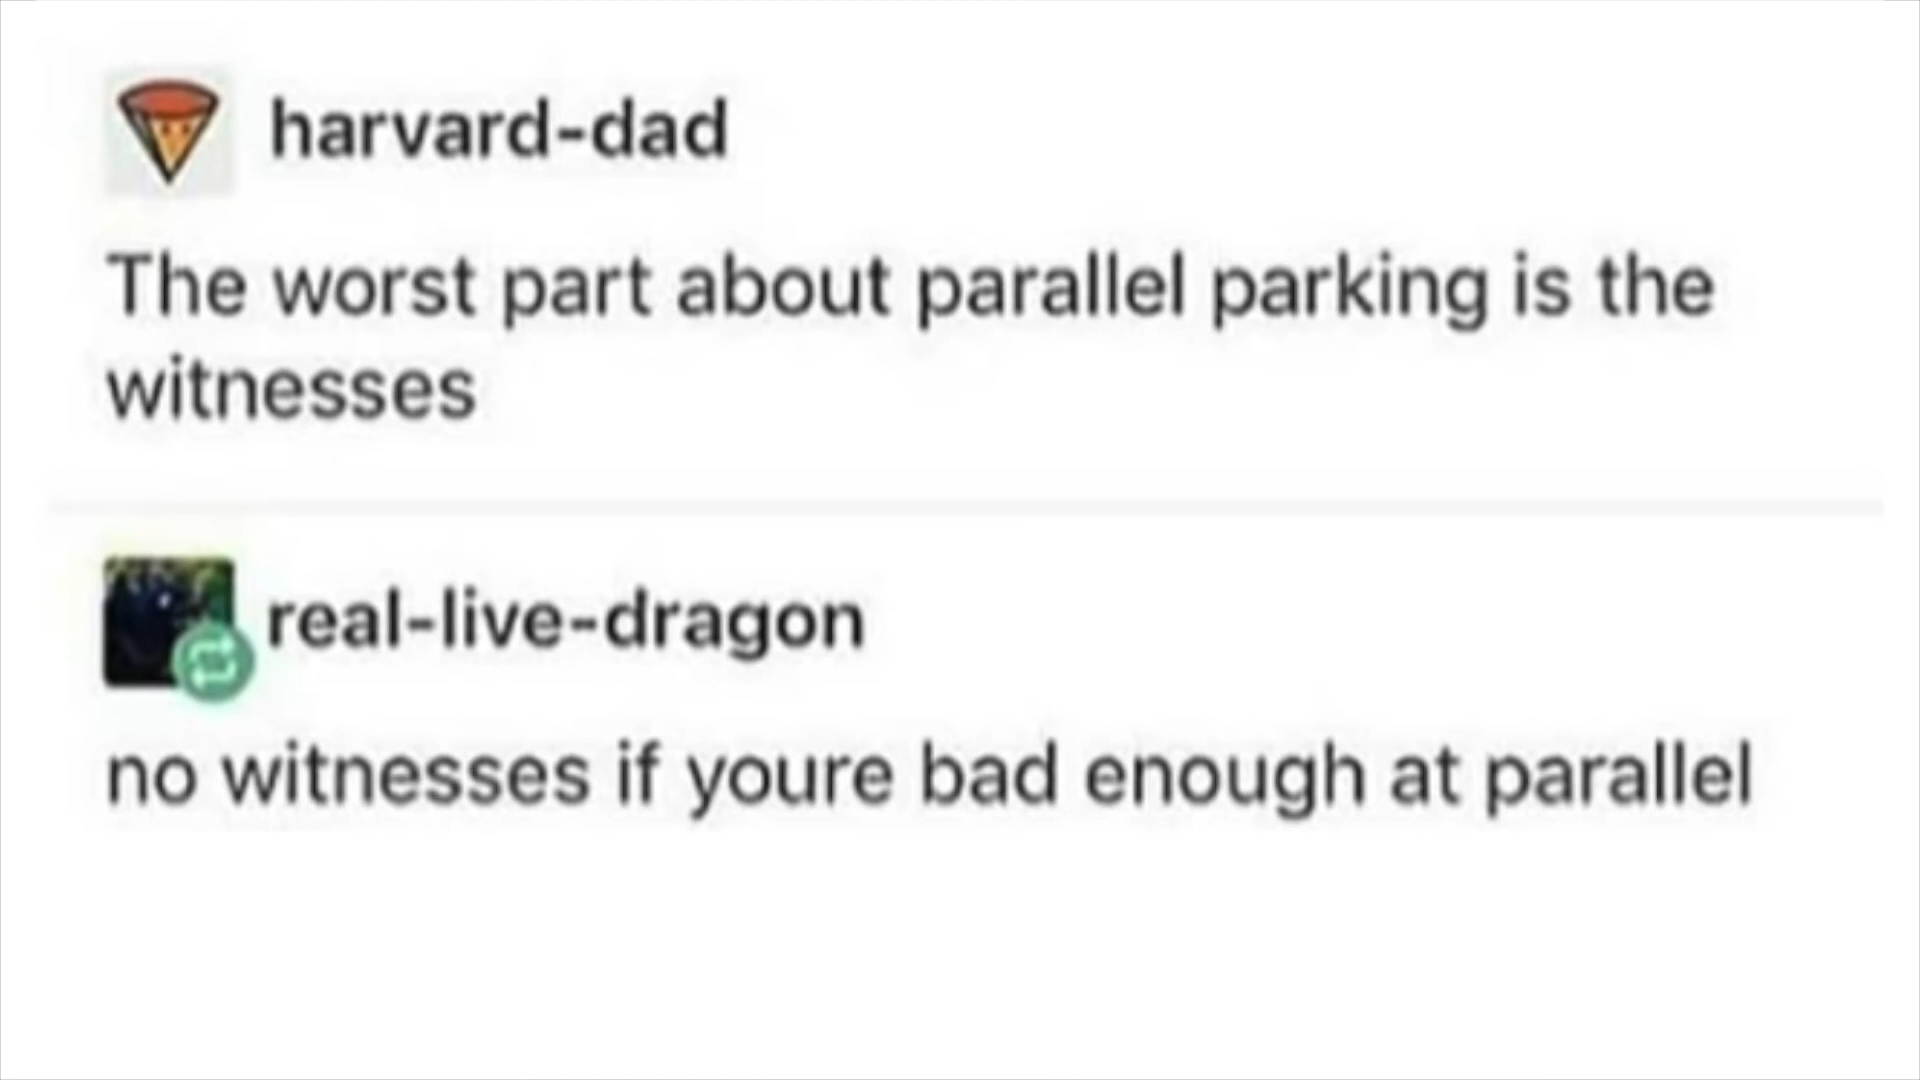 harvard-dad
The worst part about parallel parking is the
witnesses
real-live-dragon
no witnesses if youre bad enough at parallel